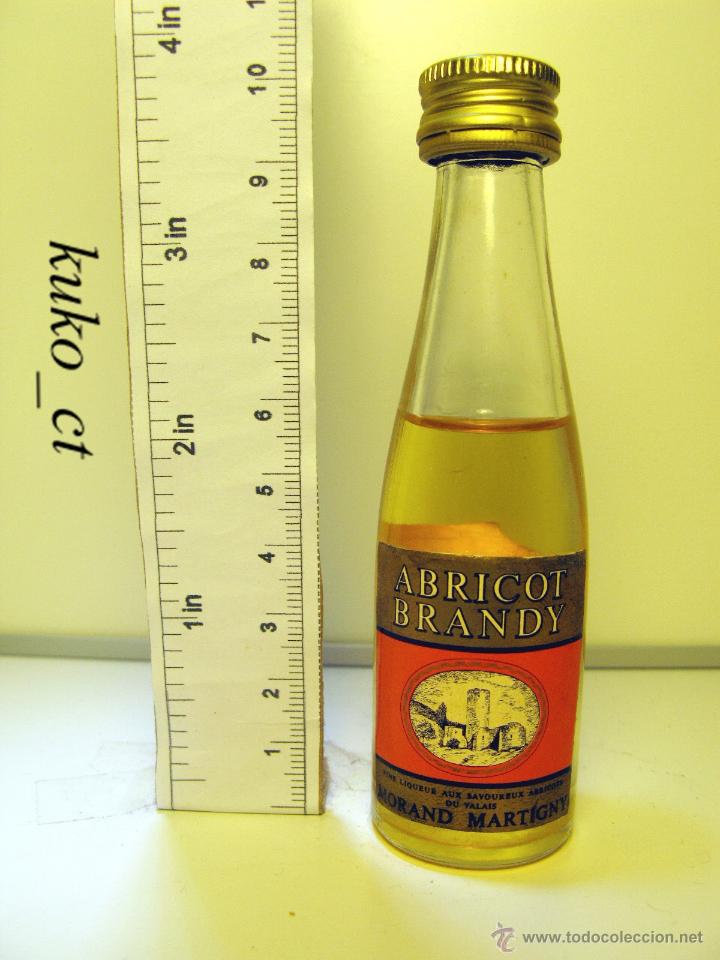 kuko_ct
4 in
3 in
2 in
1 in
10
9
8
7
6
5
4
3
2
1
ABRICOT
BRANDY
FINE LIQUEUR AUX SAVOUREUX ABRICOTS
DU VALAIS
MORAND MARTIGNY
© www.todocoleccion.net